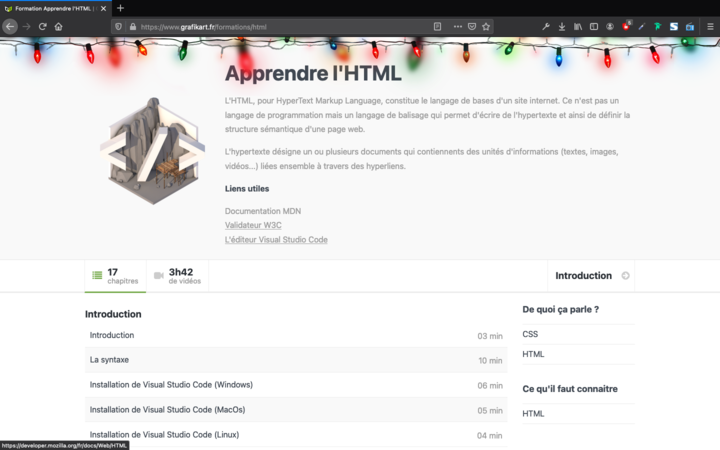 Formation Apprendre l'HTML |
https://www.grafikart.fr/formations/html
Apprendre l'HTML
L'HTML, pour HyperText Markup Language, constitue le langage de bases d'un site internet. Ce n'est pas un
langage de programmation mais un langage de balisage qui permet d'écrire de l'hypertexte et ainsi de définir la
structure sémantique d'une page web.
L'hypertexte désigne un ou plusieurs documents qui contiennents des unités d'informations (textes, images,
vidéos...) liées ensemble à travers des hyperliens.
Liens utiles
Documentation MDN
Validateur W3C
L'éditeur Visual Studio Code
17
chapitres
3h42
de vidéos
Introduction
Introduction
Introduction 03 min
La syntaxe 10 min
Installation de Visual Studio Code (Windows) 06 min
Installation de Visual Studio Code (MacOs) 05 min
Installation de Visual Studio Code (Linux) 04 min
De quoi ça parle ?
CSS
HTML
Ce qu'il faut connaitre
HTML
https://developer.mozilla.org/fr/docs/Web/HTML